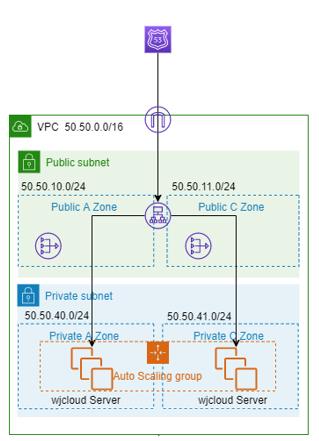 53
VPC 50.50.0.0/16
Public subnet
50.50.10.0/24
50.50.11.0/24
Public A Zone
Public C Zone
Private subnet
50.50.40.0/24
50.50.41.0/24
Private A Zone
Private C Zone
Auto Scaling group
wjcloud Server
wjcloud Server